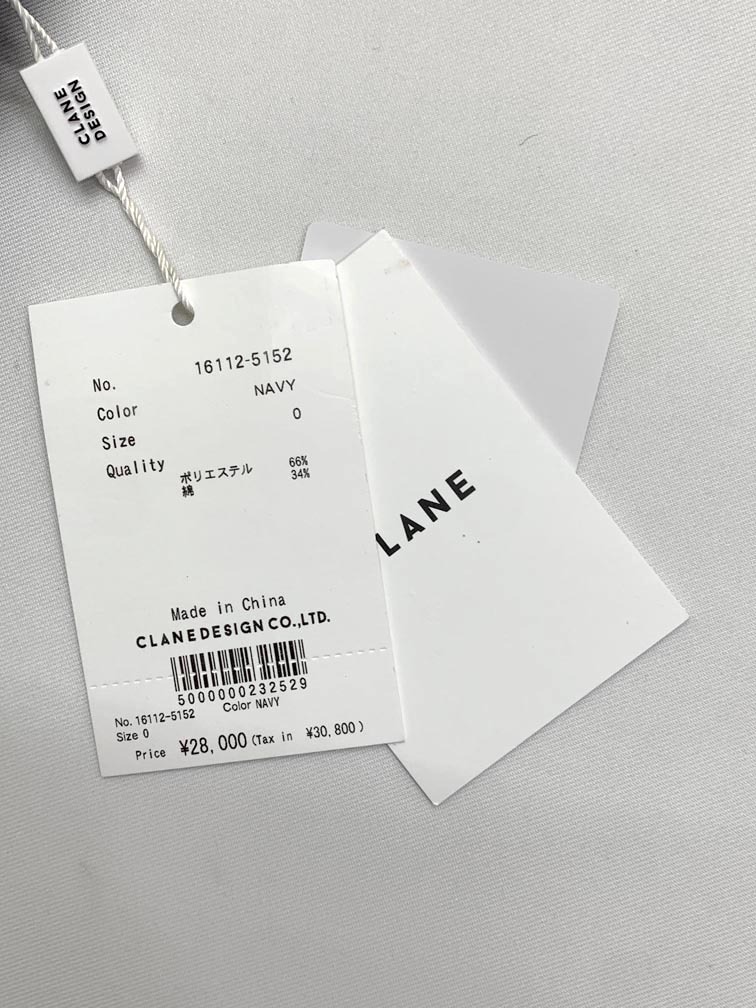 CLANE
DESIGN
No. 16112-5152
Color NAVY
Size 0
Quality ポリエステル 66%
綿 34%
Made in China
CLANE DESIGN CO.,LTD.
5000000232529
No. 16112-5152 Color NAVY
Size 0
Price ¥28,000 (Tax in ¥30,800)
LANE